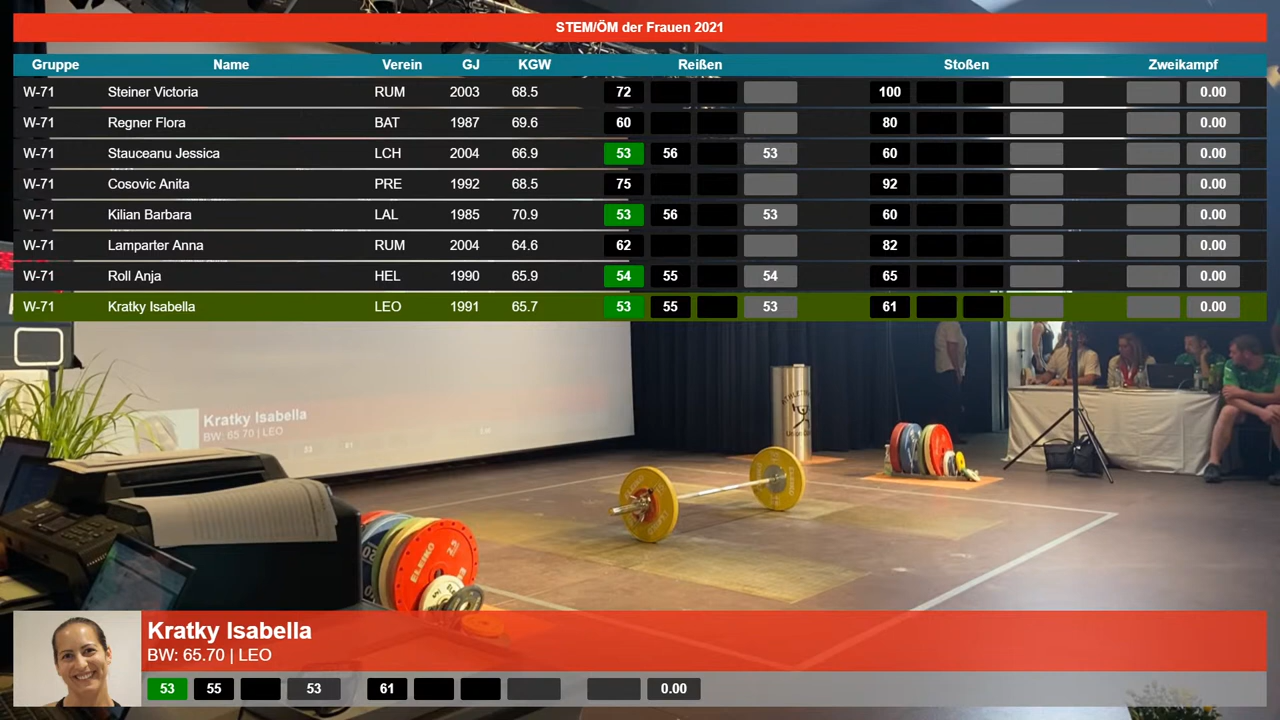 STEM/ÖM der Frauen 2021
Gruppe Name Verein GJ KGW Reißen Stoßen Zweikampf
W-71 Steiner Victoria RUM 2003 68.5 72 100 0.00
W-71 Regner Flora BAT 1987 69.6 60 80 0.00
W-71 Stauceanu Jessica LCH 2004 66.9 53 56 53 60 0.00
W-71 Cosovic Anita PRE 1992 68.5 75 92 0.00
W-71 Kilian Barbara LAL 1985 70.9 53 56 53 60 0.00
W-71 Lamparter Anna RUM 2004 64.6 62 82 0.00
W-71 Roll Anja HEL 1990 65.9 54 55 54 65 0.00
W-71 Kratky Isabella LEO 1991 65.7 53 55 53 61 0.00
Kratky Isabella
BW: 65.70 | LEO
ELEIKO
Kratky Isabella
BW: 65.70 | LEO
53 55 53 61 0.00